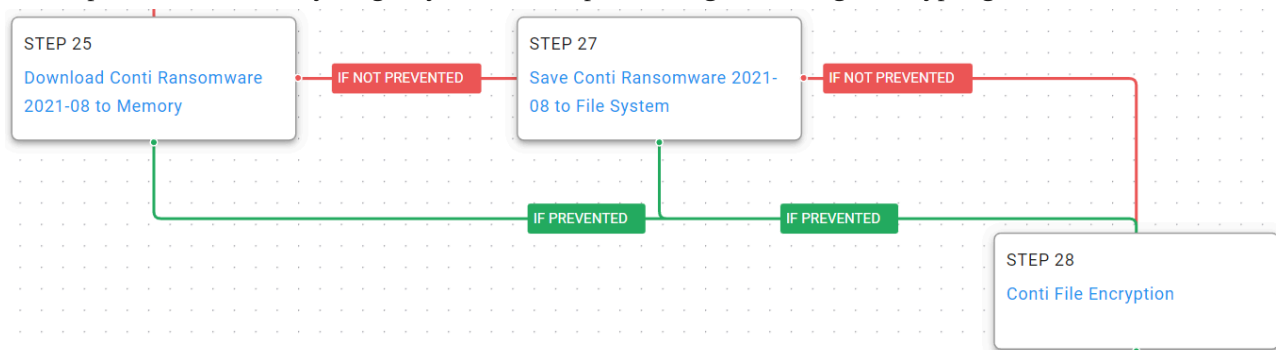 STEP 25
Download Conti Ransomware
2021-08 to Memory
IF NOT PREVENTED
STEP 27
Save Conti Ransomware 2021-
08 to File System
IF NOT PREVENTED
IF PREVENTED
IF PREVENTED
STEP 28
Conti File Encryption